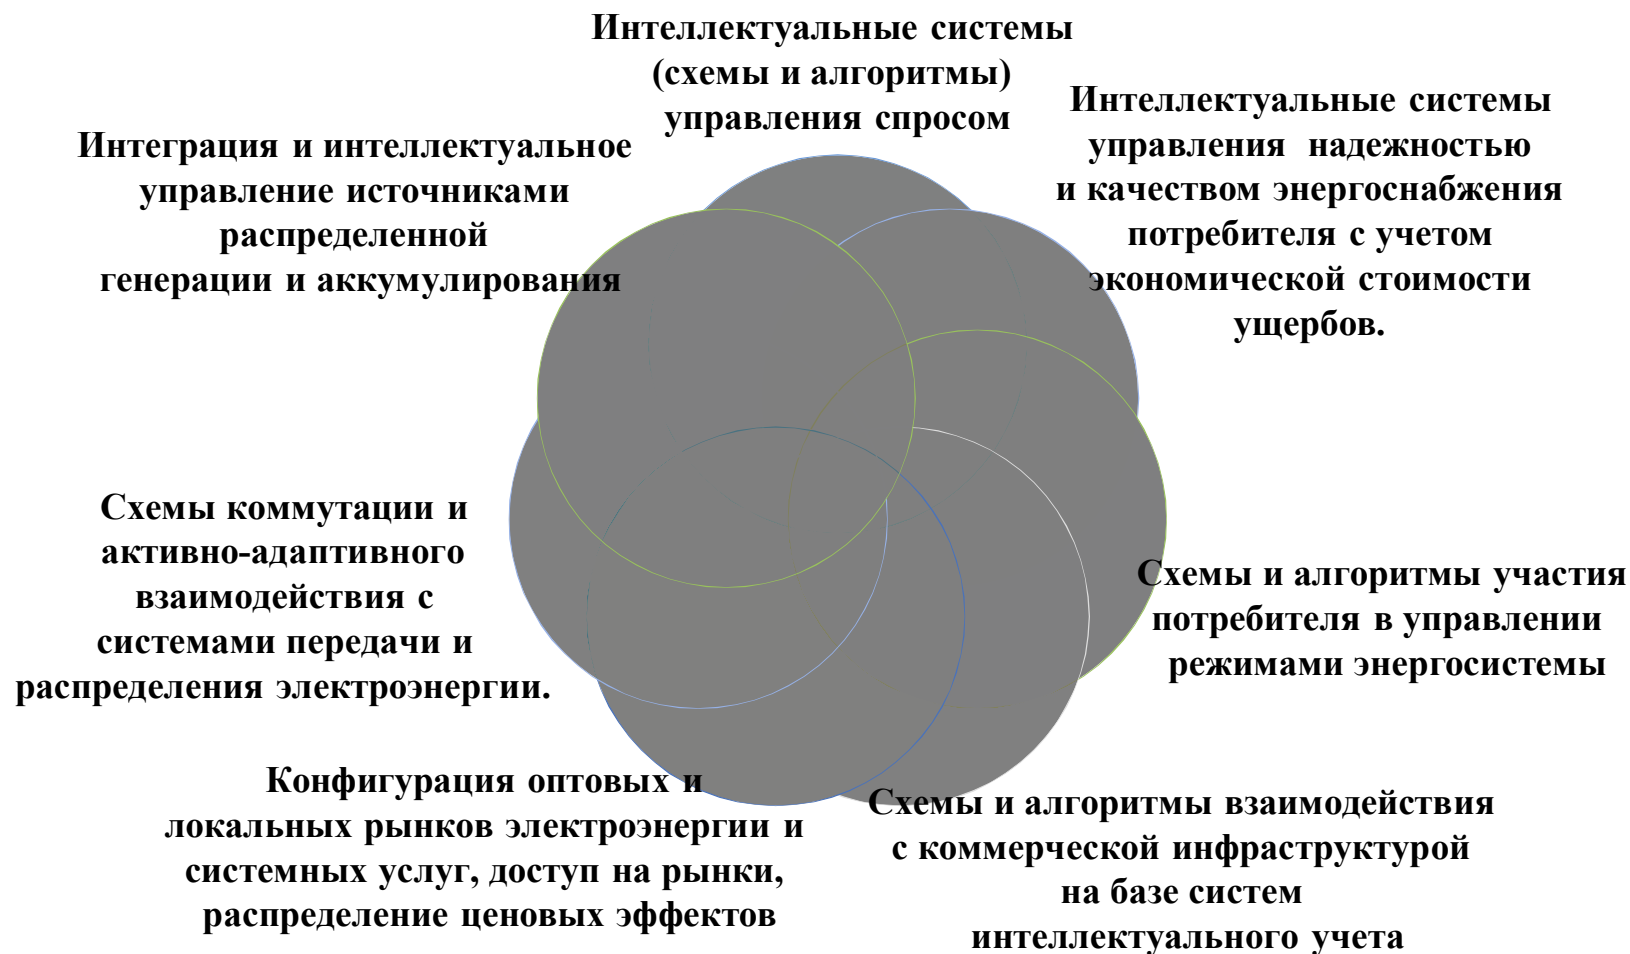 Интеллектуальные системы
(схемы и алгоритмы)
управления спросом
Интеллектуальные системы
управления надежностью
и качеством энергоснабжения
потребителя с учетом
экономической стоимости
ущербов.
Схемы и алгоритмы участия
потребителя в управлении
режимами энергосистемы
Схемы и алгоритмы взаимодействия
с коммерческой инфраструктурой
на базе систем
интеллектуального учета
Конфигурация оптовых и
локальных рынков электроэнергии и
системных услуг, доступ на рынки,
распределение ценовых эффектов
Схемы коммутации и
активно-адаптивного
взаимодействия с
системами передачи и
распределения электроэнергии.
Интеграция и интеллектуальное
управление источниками
распределенной
генерации и аккумулирования